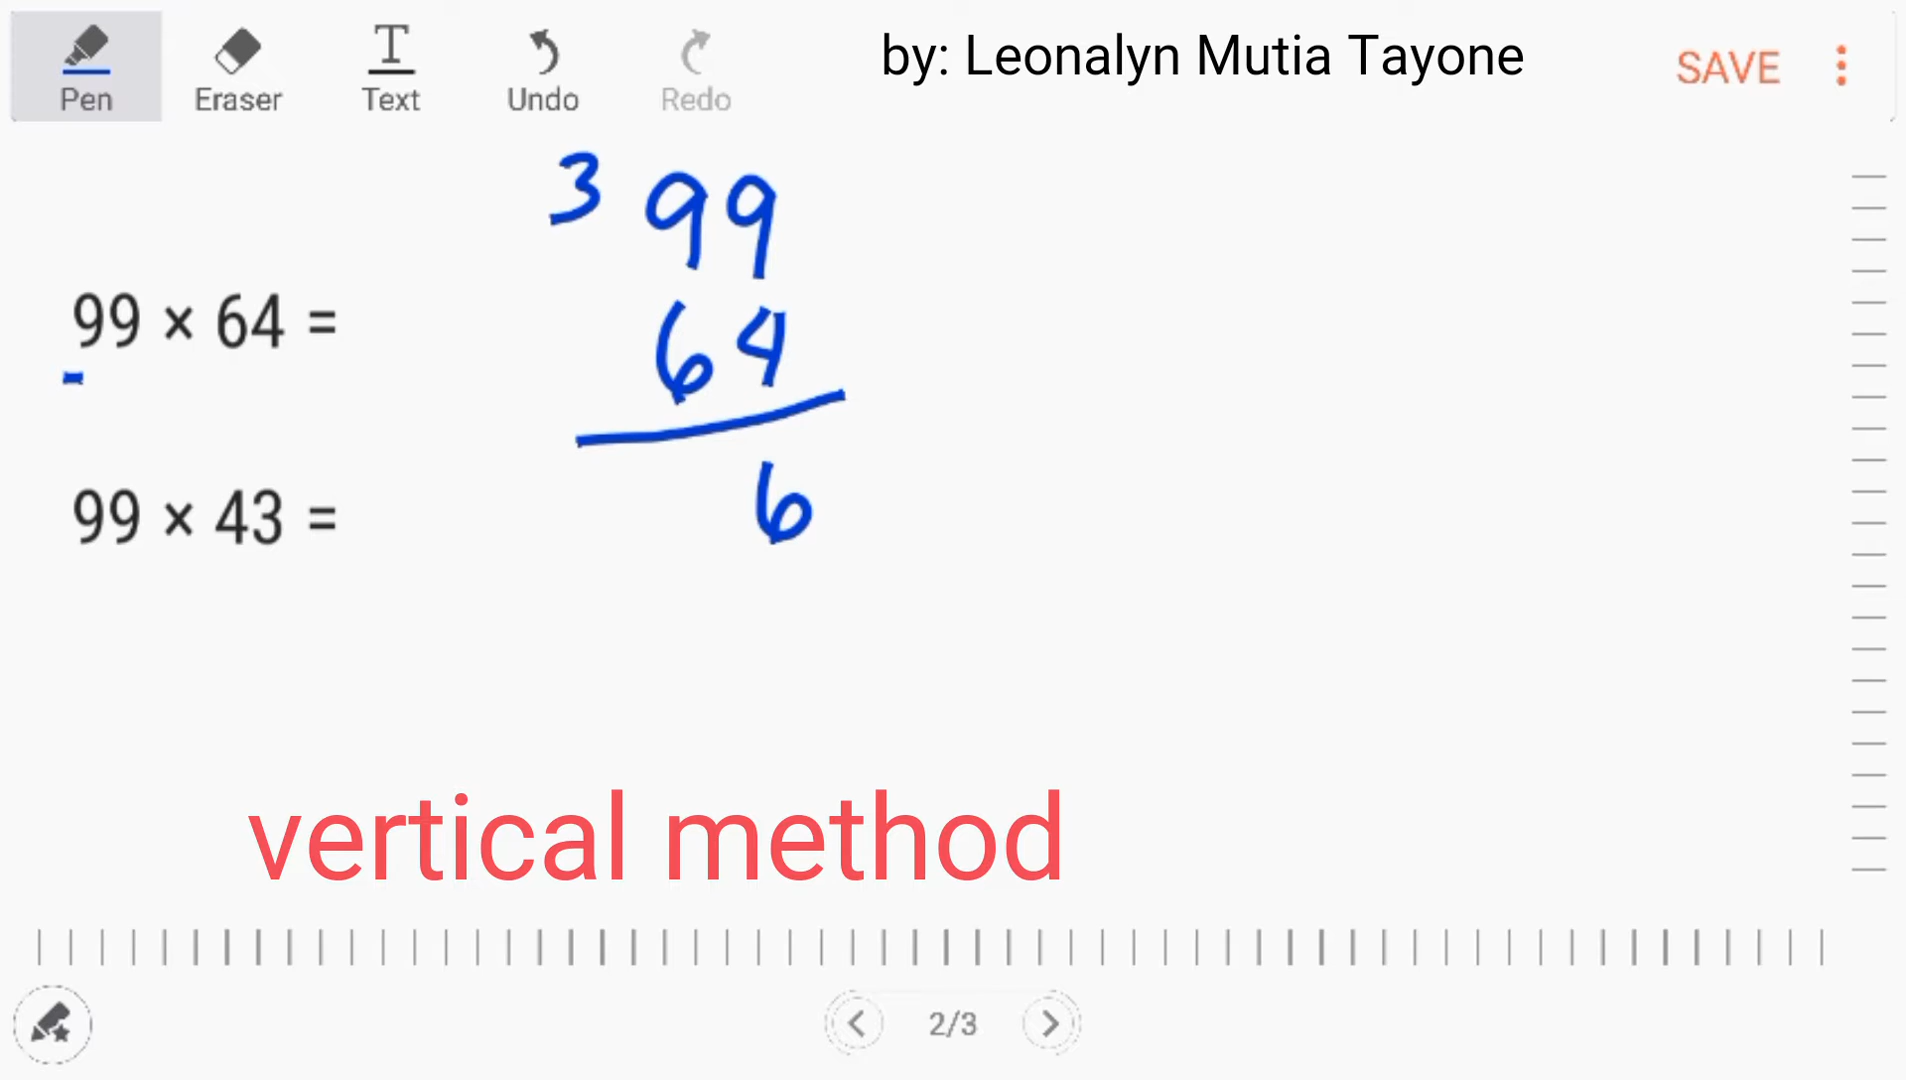 Pen Eraser Text Undo Redo by: Leonalyn Mutia Tayone SAVE
3 99
99 × 64 =
64
6
99 × 43 =
vertical method
2/3